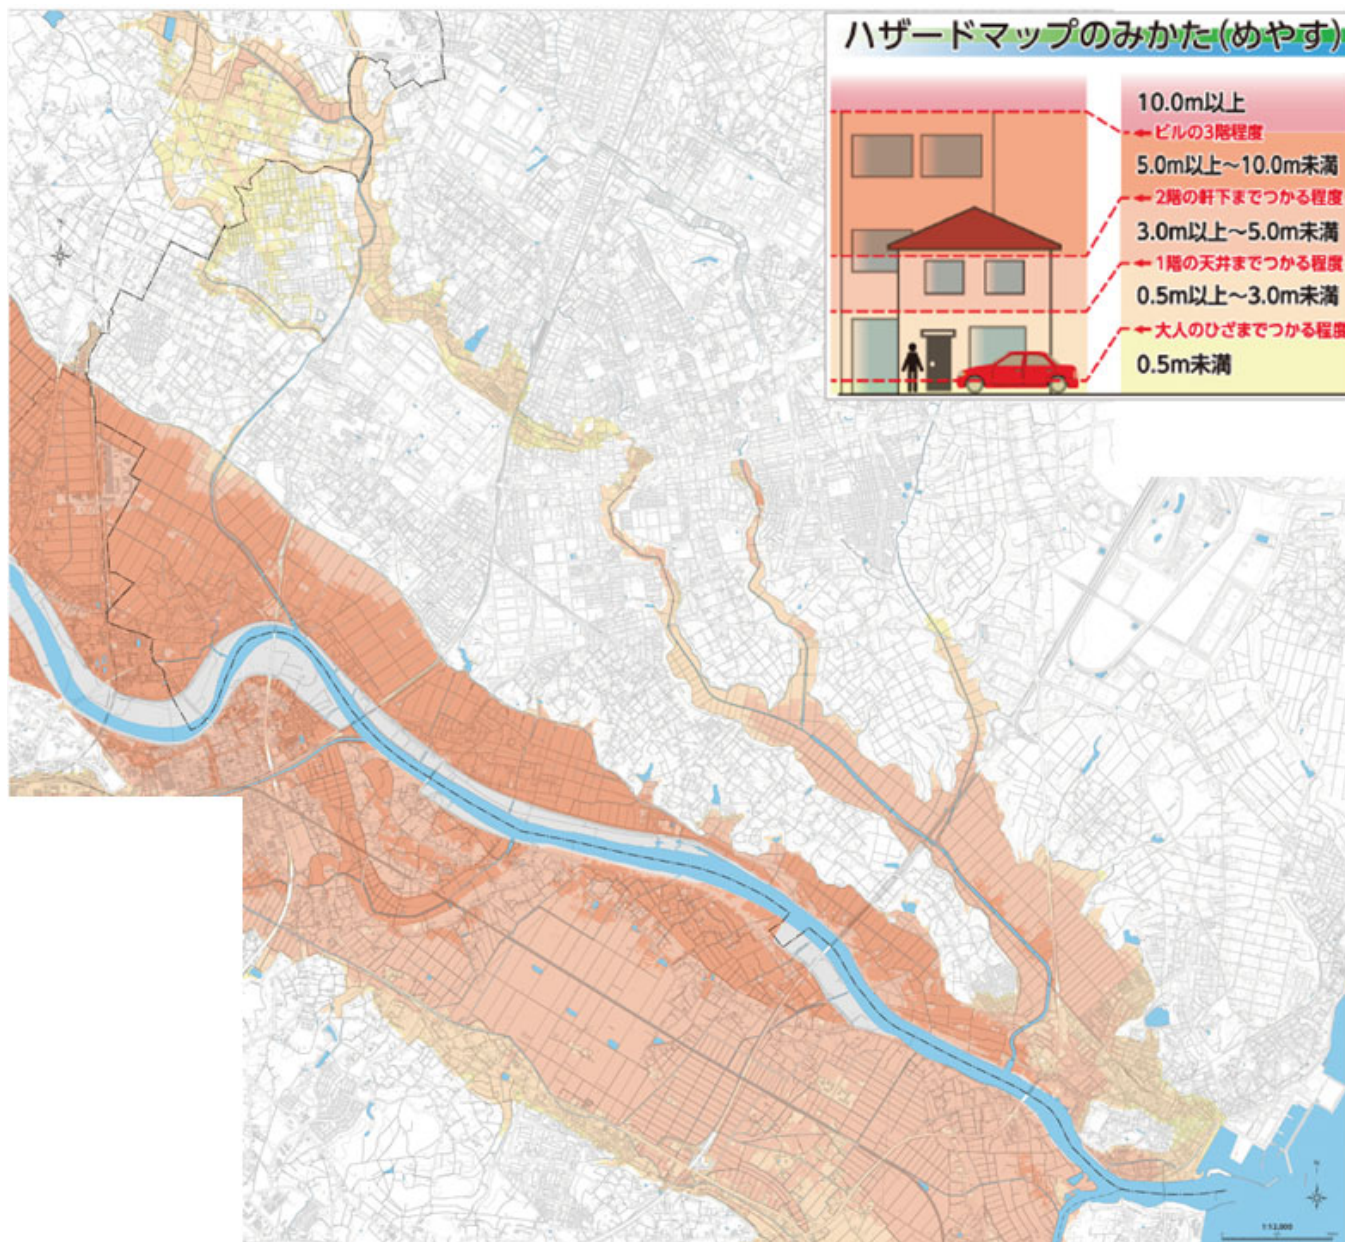 ハザードマップのみかた(めやす)
10.0m以上
ビルの3階程度
5.0m以上～10.0m未満
2階の軒下までつかる程度
3.0m以上～5.0m未満
1階の天井までつかる程度
0.5m以上～3.0m未満
大人のひざまでつかる程度
0.5m未満
N
1:12,000